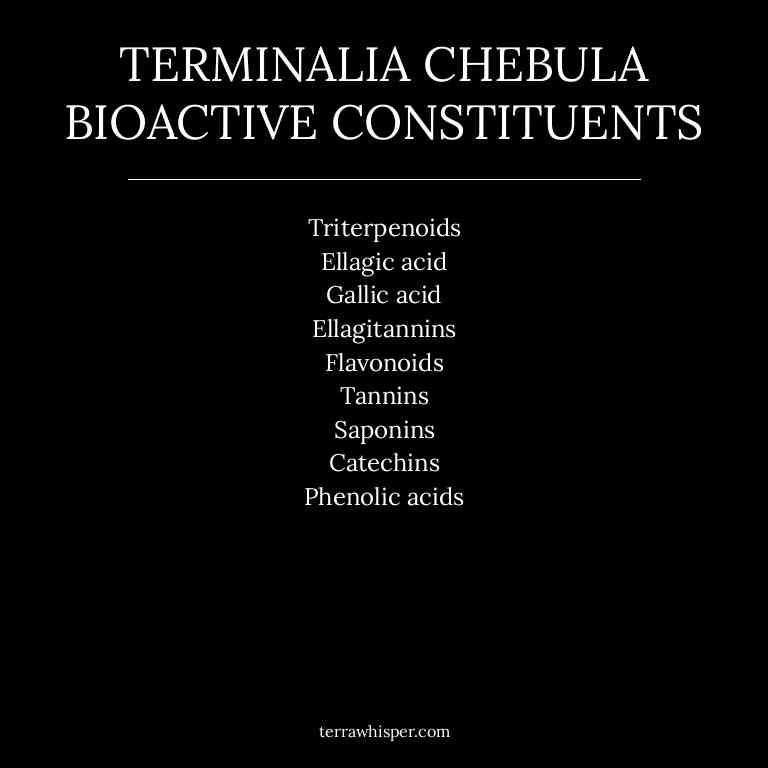 TERMINALIA CHEBULA
BIOACTIVE CONSTITUENTS
Triterpenoids
Ellagic acid
Gallic acid
Ellagitannins
Flavonoids
Tannins
Saponins
Catechins
Phenolic acids
terrawhisper.com